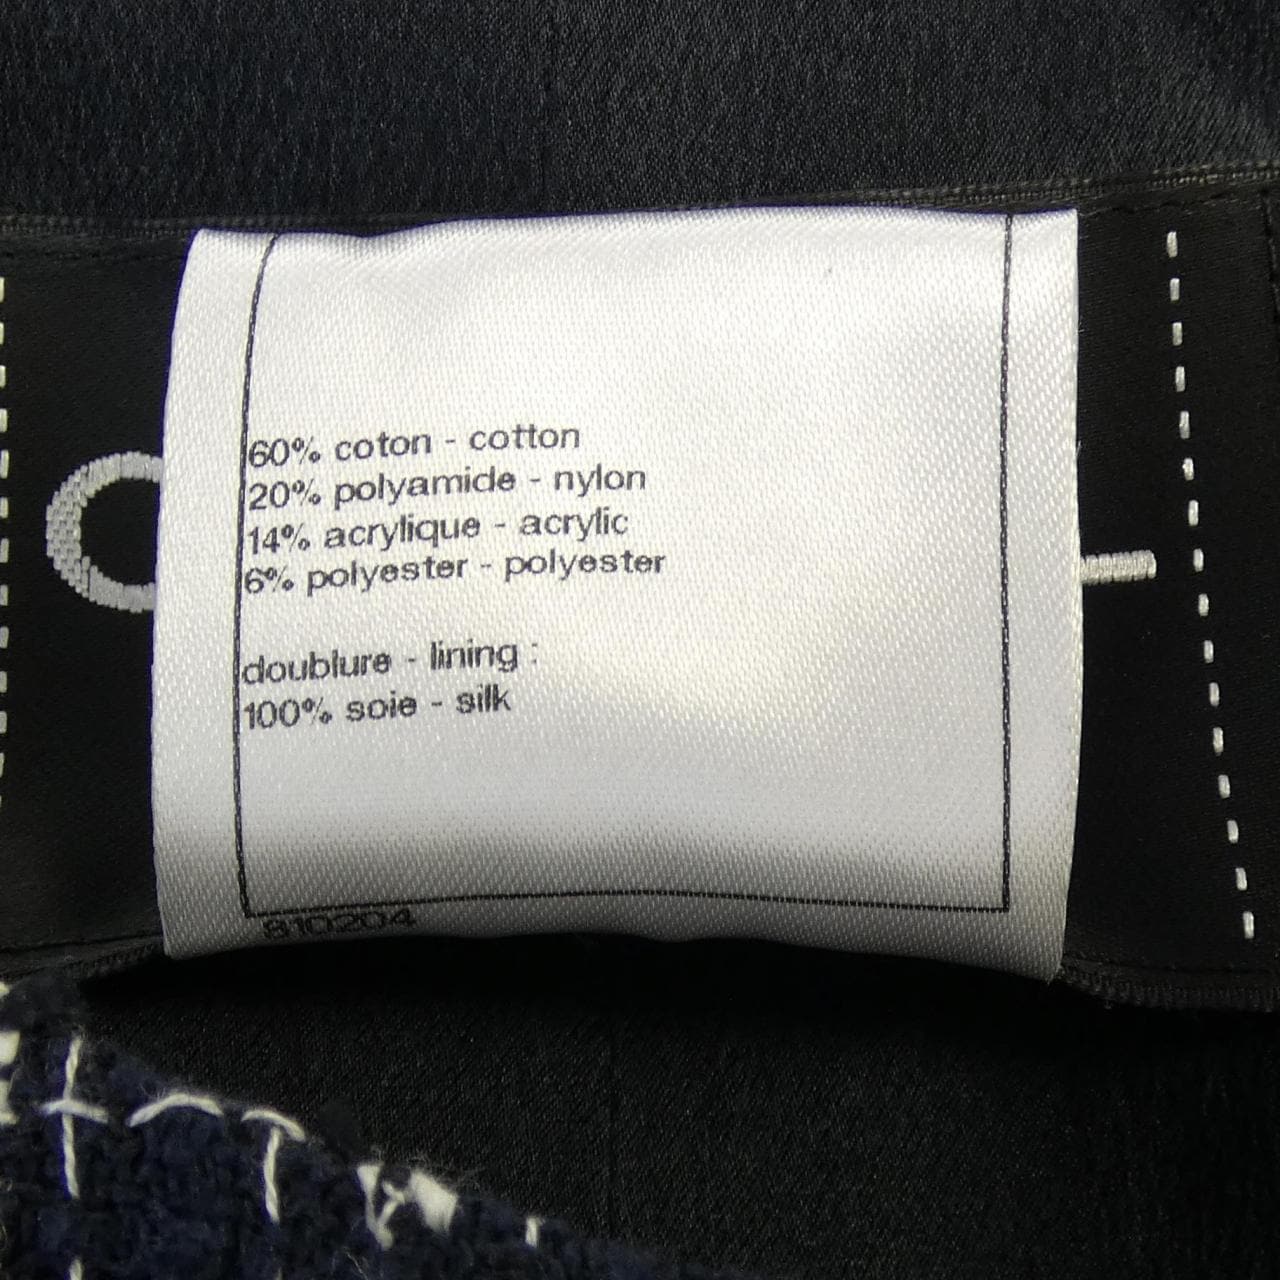 60% coton - cotton
20% polyamide - nylon
14% acrylique - acrylic
6% polyester - polyester
doublure - lining :
100% soie - silk
810204